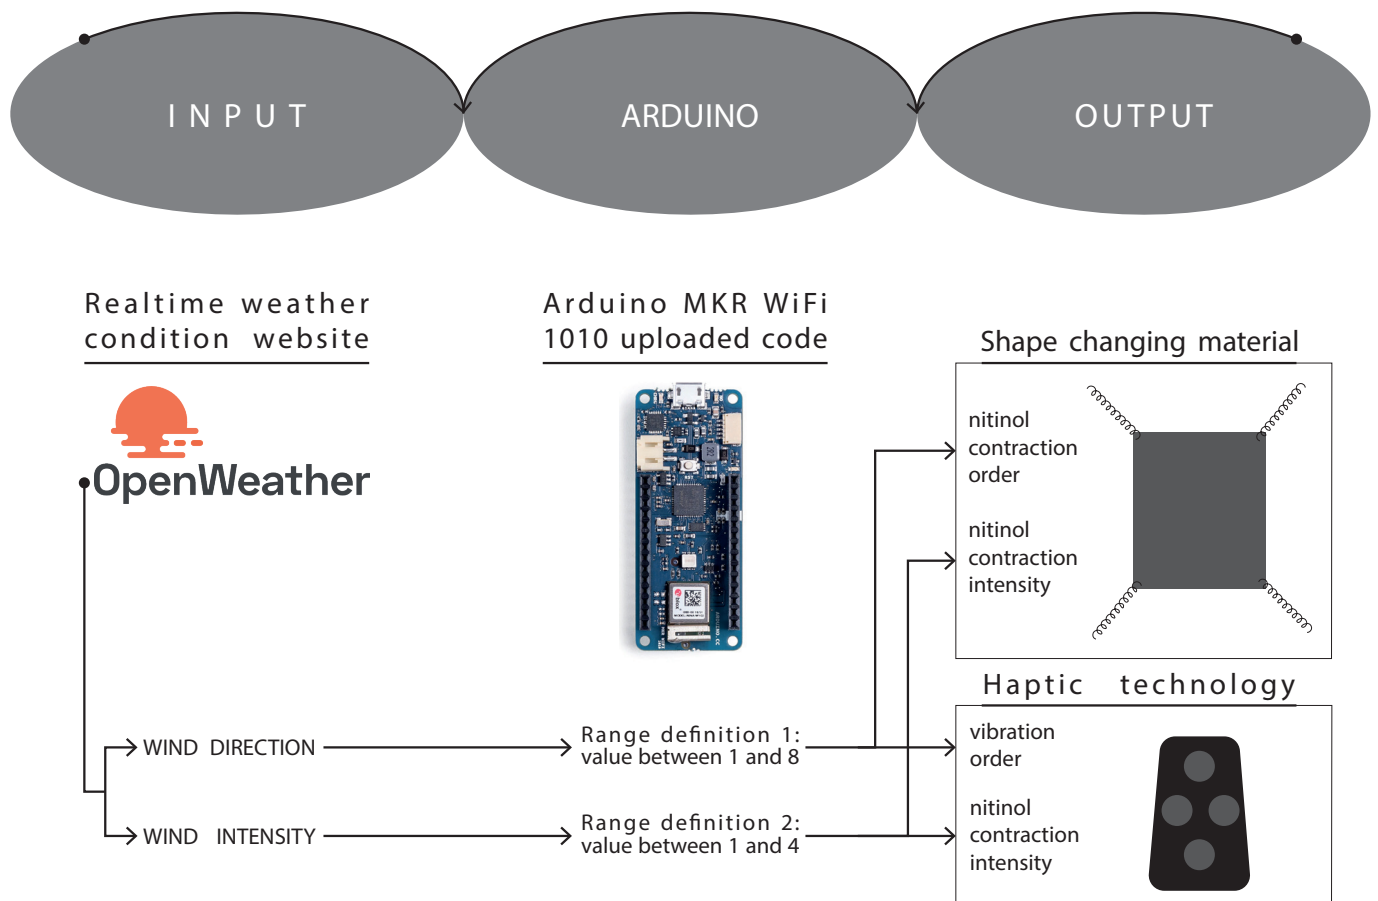 INPUT
ARDUINO
OUTPUT
Realtime weather
condition website
Arduino MKR WiFi
1010 uploaded code
Shape changing material
OpenWeather
nitinol
contraction
order
nitinol
contraction
intensity
Haptic technology
WIND DIRECTION
Range definition 1:
value between 1 and 8
vibration
order
WIND INTENSITY
Range definition 2:
value between 1 and 4
nitinol
contraction
intensity